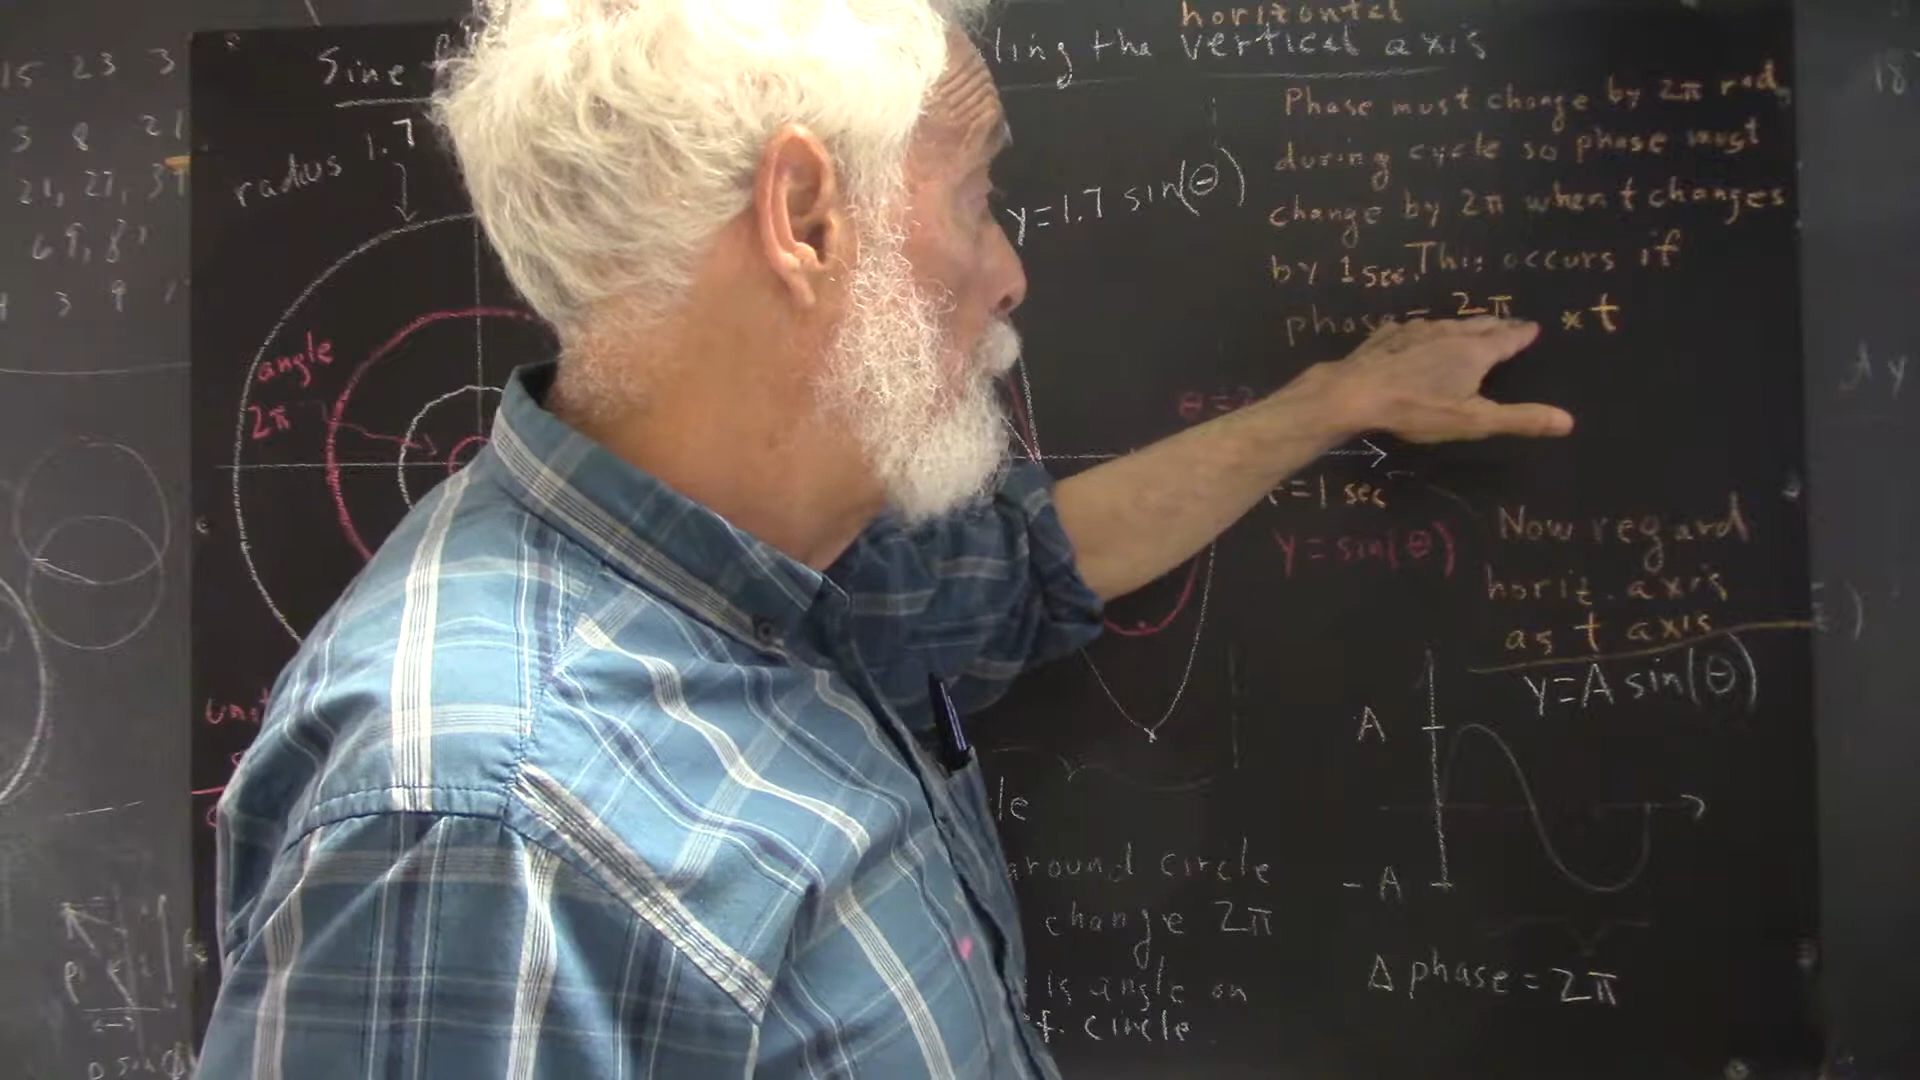 horizontal
Sine
ling the vertical axis
15 23 3
3 8 21
21, 27, 39
3 9
radius 1.7
y=1.7 sin(θ)
Phase must change by 2π rad,
during cycle so phase must
change by 2π when t changes
by 1 sec. This occurs if
phase = 2π × t
angle
2π
θ=2
t=1 sec
y = sin(θ)
Now regard
horiz. axis
as t axis
y=A sin(θ)
A
-A
Δ phase = 2π
around circle
change 2π
is angle on
circle
18